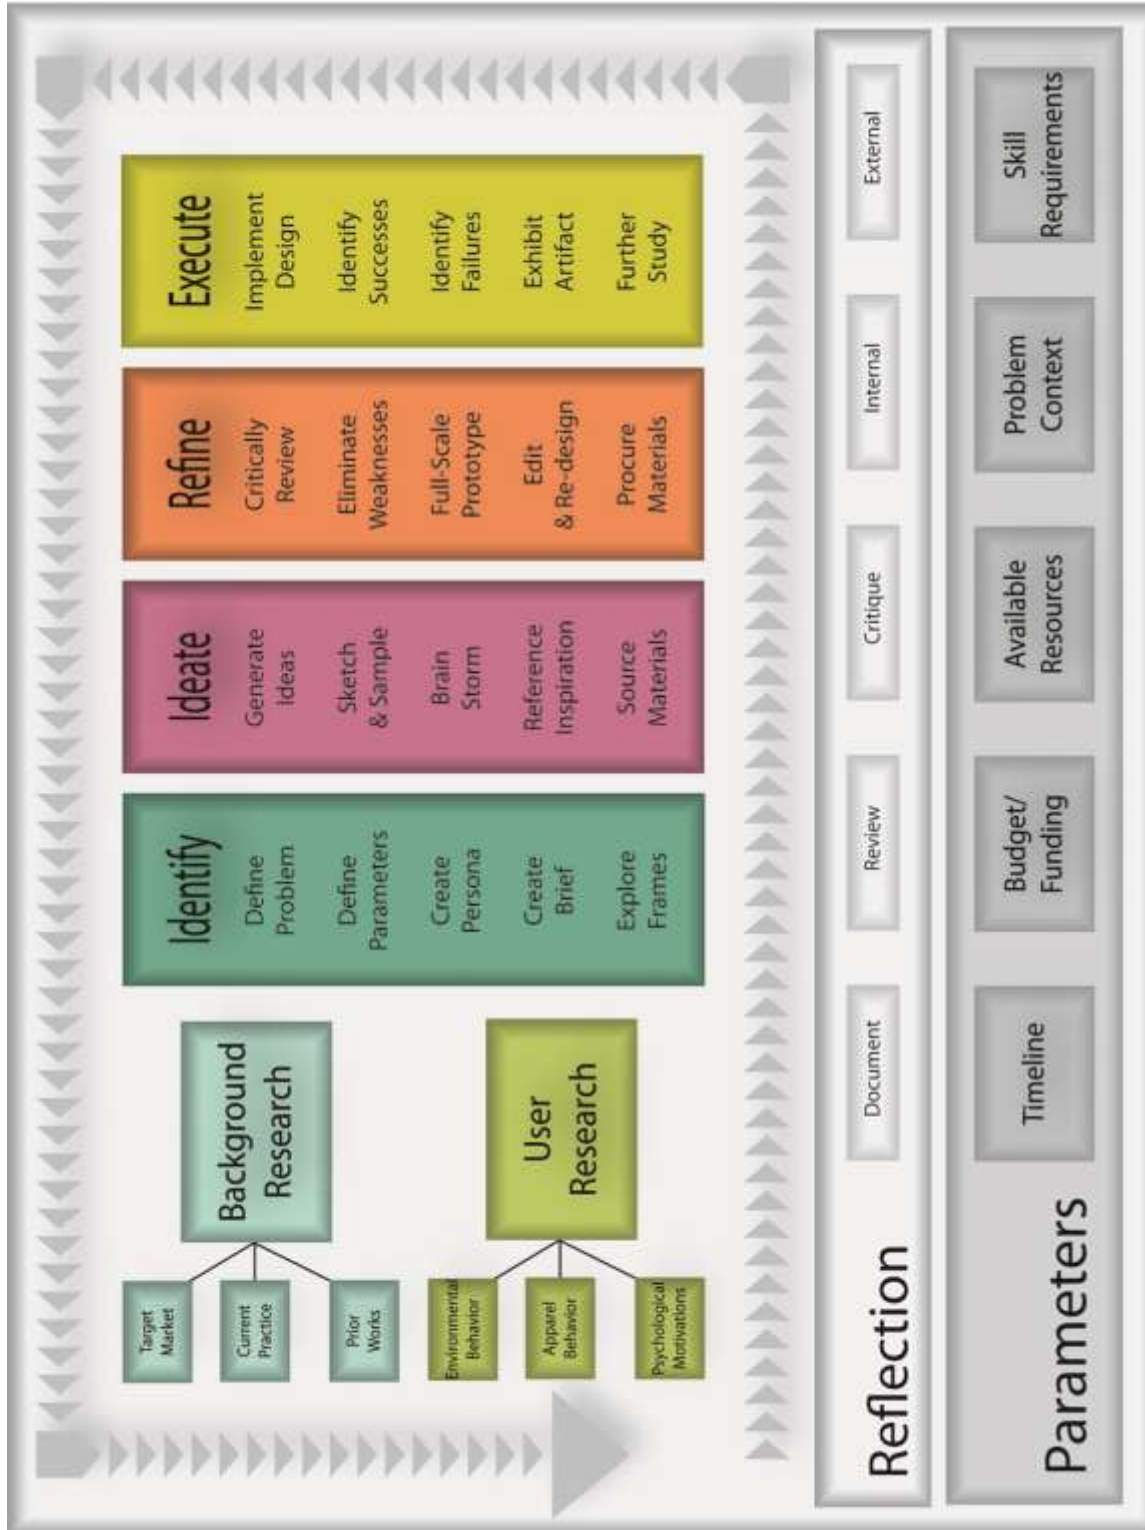 Target
Market
Current
Practice
Prior
Works
Background
Research
Environmental
Behavior
Apparel
Behavior
Psychological
Motivations
User
Research
Identify
Define
Problem
Define
Parameters
Create
Persona
Create
Brief
Explore
Frames
Ideate
Generate
Ideas
Sketch
& Sample
Brain
Storm
Reference
Inspiration
Source
Materials
Refine
Critically
Review
Eliminate
Weaknesses
Full-Scale
Prototype
Edit
& Re-design
Procure
Materials
Execute
Implement
Design
Identify
Successes
Identify
Failures
Exhibit
Artifact
Further
Study
Reflection
Document
Review
Critique
Internal
External
Parameters
Timeline
Budget/
Funding
Available
Resources
Problem
Context
Skill
Requirements